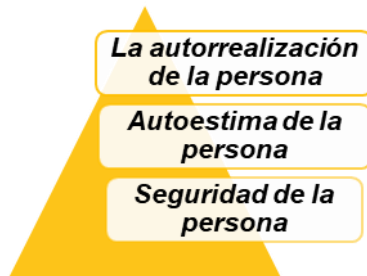 La autorrealización
de la persona
Autoestima de la
persona
Seguridad de la
persona